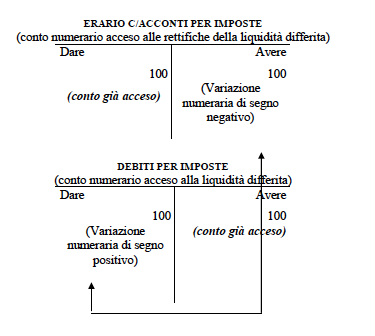 ERARIO C/ACCONTI PER IMPOSTE
(conto numerario acceso alle rettifiche della liquidità differita)
Dare Avere
100 100
(conto già acceso) (Variazione
numeraria di segno
negativo)
DEBITI PER IMPOSTE
(conto numerario acceso alla liquidità differita)
Dare Avere
100 100
(Variazione (conto già acceso)
numeraria di segno
positivo)